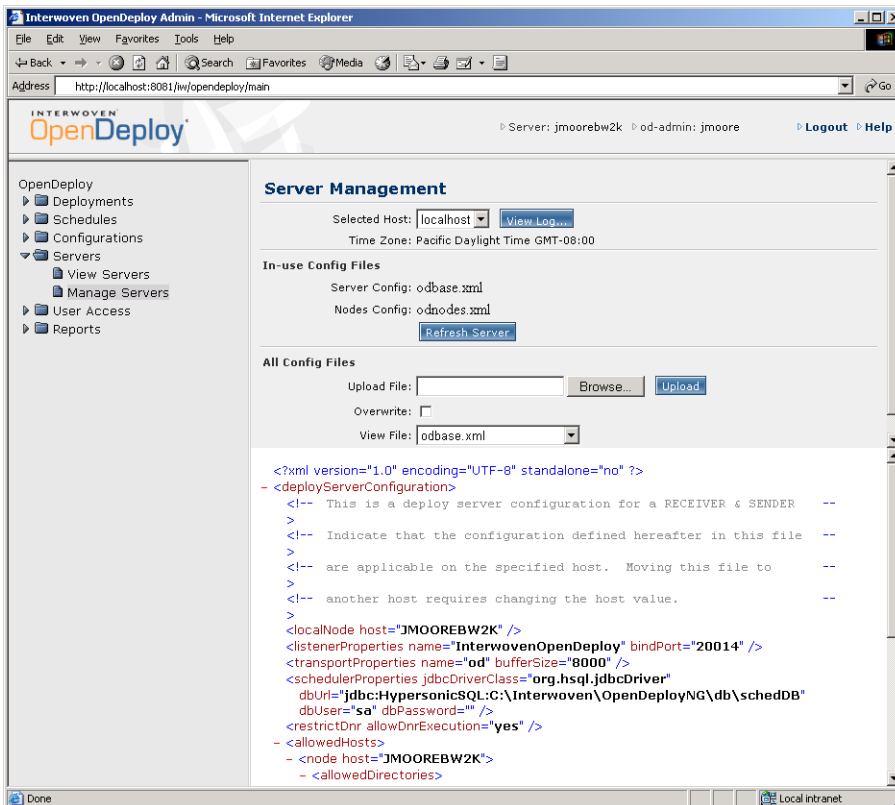 Interwoven OpenDeploy Admin - Microsoft Internet Explorer
File Edit View Favorites Tools Help
Back Search Favorites Media
Address http://localhost:8081/iw/opendeploy/main Go
INTERWOVEN
OpenDeploy
Server: jmoorebw2k od-admin: jmoore Logout Help
OpenDeploy
Deployments
Schedules
Configurations
Servers
View Servers
Manage Servers
User Access
Reports
Server Management
Selected Host: localhost View Log...
Time Zone: Pacific Daylight Time GMT-08:00
In-use Config Files
Server Config: odbase.xml
Nodes Config: odnodes.xml
Refresh Server
All Config Files
Upload File: Browse... Upload
Overwrite:
View File: odbase.xml
<?xml version="1.0" encoding="UTF-8" standalone="no" ?>
- <deployServerConfiguration>
<!-- This is a deploy server configuration for a RECEIVER & SENDER --
>
<!-- Indicate that the configuration defined hereafter in this file --
>
<!-- are applicable on the specified host. Moving this file to --
>
<!-- another host requires changing the host value. --
>
<localNode host="JMOOREBW2K" />
<listenerProperties name="InterwovenOpenDeploy" bindPort="20014" />
<transportProperties name="od" bufferSize="8000" />
<schedulerProperties jdbcDriverClass="org.hsql.jdbcDriver"
dbUrl="jdbc:HypersonicSQL:C:\Interwoven\OpenDeployNG\db\schedDB"
dbUser="sa" dbPassword="" />
<restrictDnr allowDnrExecution="yes" />
- <allowedHosts>
- <node host="JMOOREBW2K">
- <allowedDirectories>
Done Local intranet